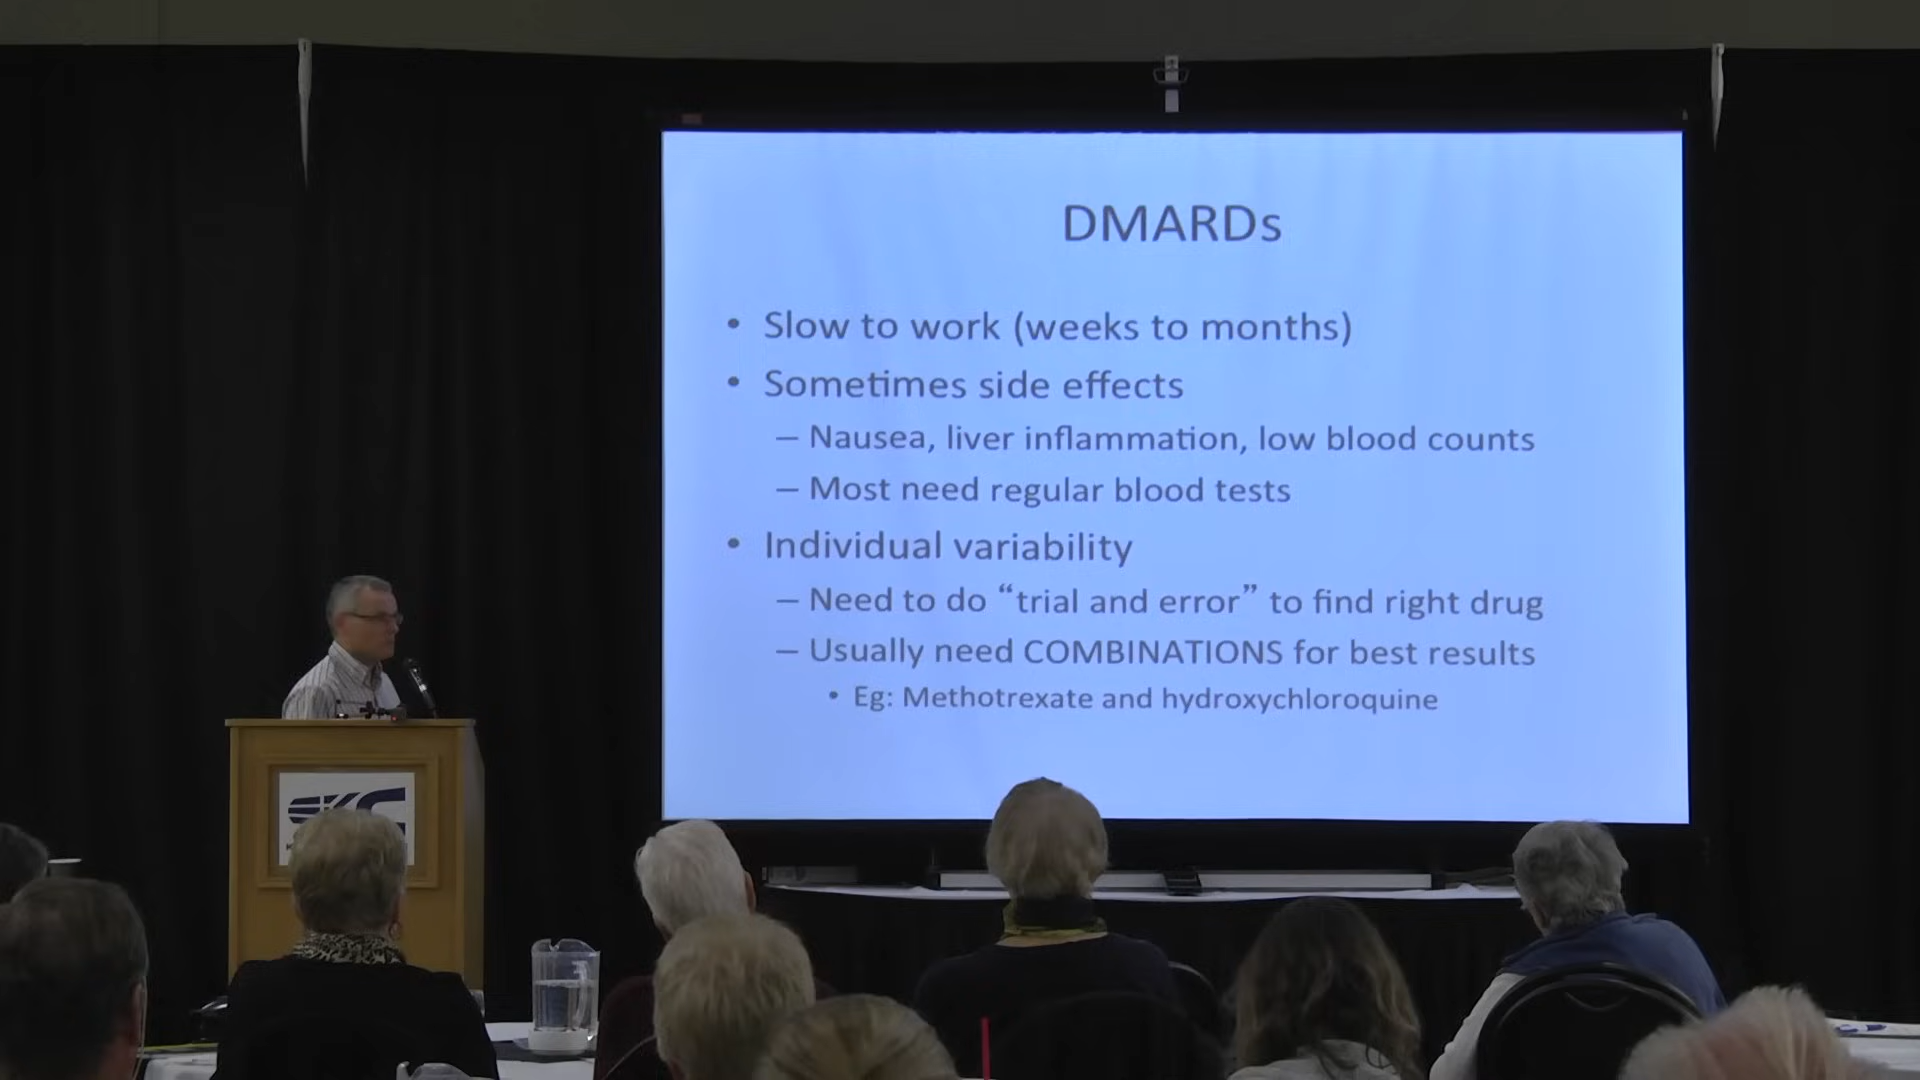 DMARDs
• Slow to work (weeks to months)
• Sometimes side effects
– Nausea, liver inflammation, low blood counts
– Most need regular blood tests
• Individual variability
– Need to do “trial and error” to find right drug
– Usually need COMBINATIONS for best results
• Eg: Methotrexate and hydroxychloroquine